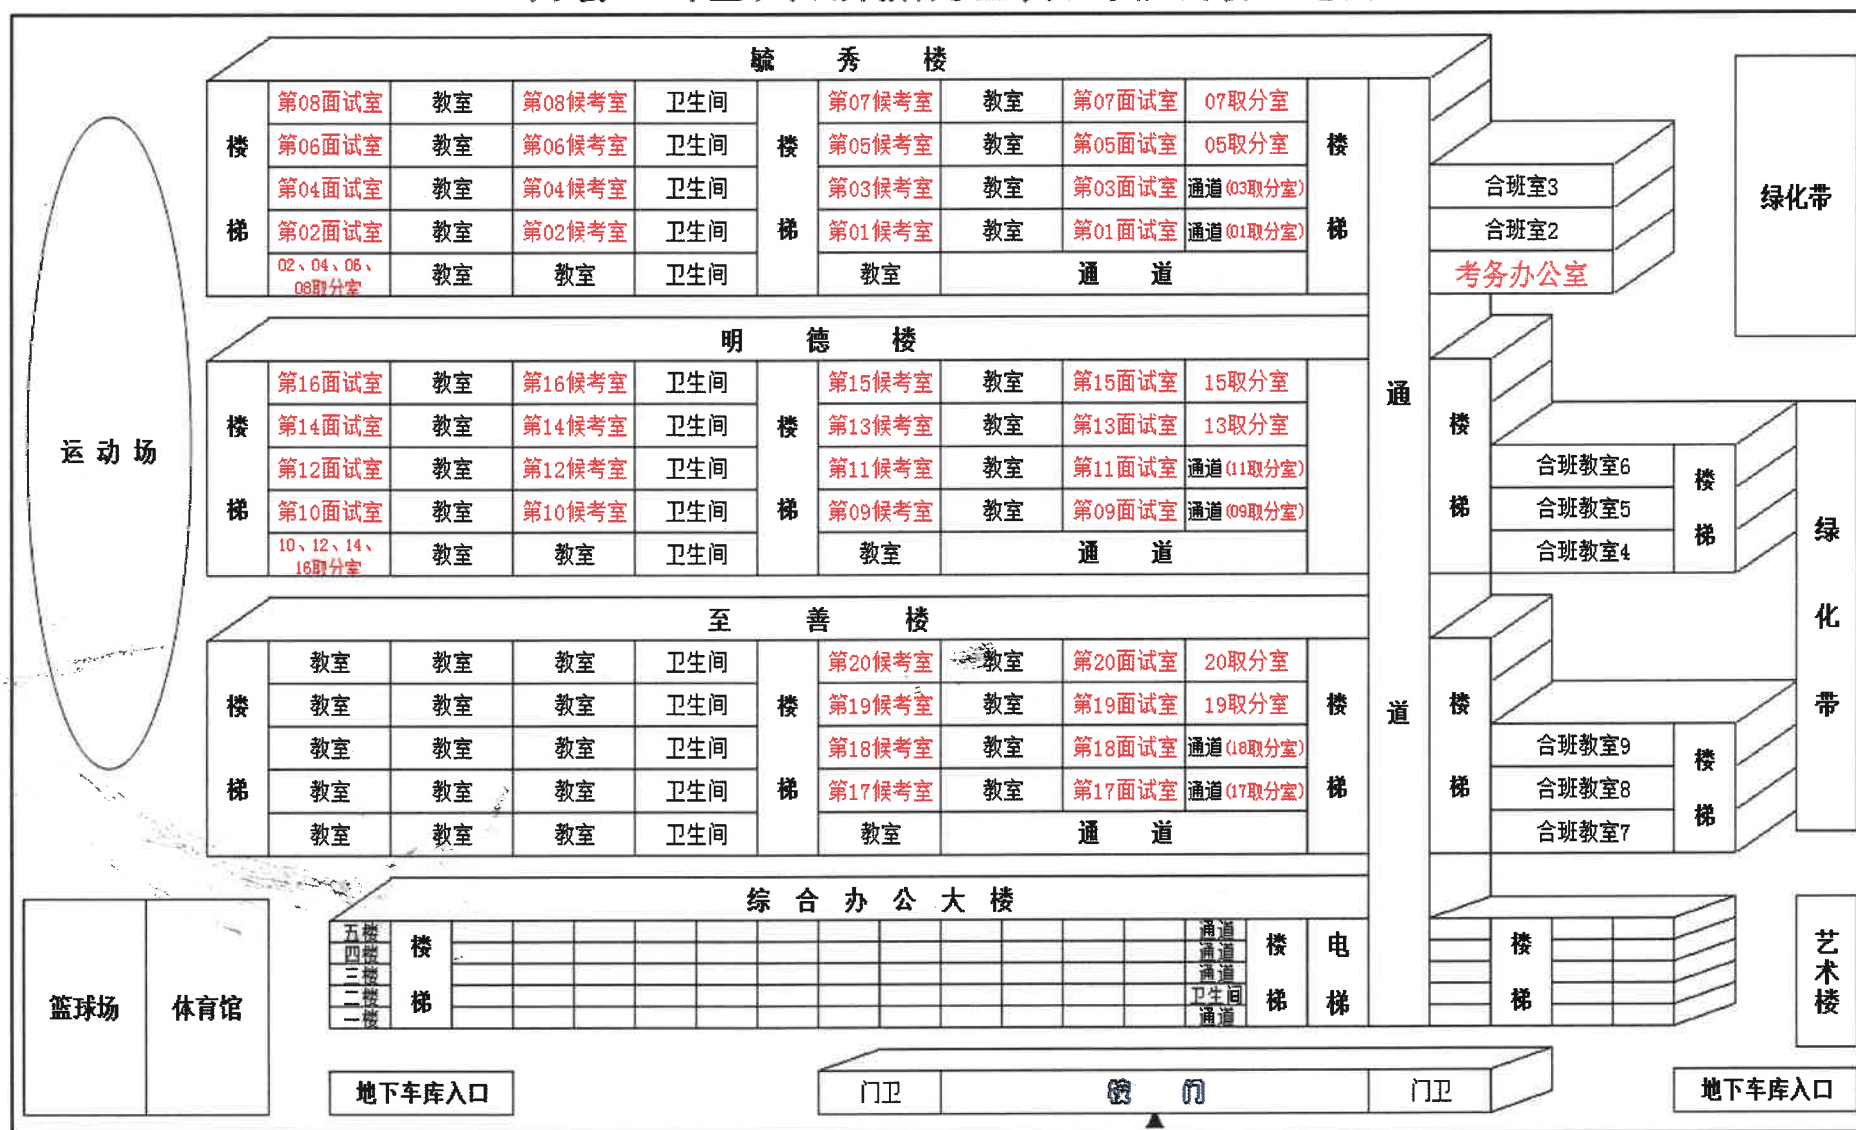 毓秀楼
第08面试室 教室 第08候考室 卫生间 第07候考室 教室 第07面试室 07取分室
第06面试室 教室 第06候考室 卫生间 第05候考室 教室 第05面试室 05取分室
第04面试室 教室 第04候考室 卫生间 第03候考室 教室 第03面试室 通道(03取分室)
第02面试室 教室 第02候考室 卫生间 第01候考室 教室 第01面试室 通道(01取分室)
02、04、06、
08取分室
教室 教室 卫生间 教室 通道
楼梯
楼梯
楼梯
合班室3
合班室2
考务办公室
绿化带
明德楼
第16面试室 教室 第16候考室 卫生间 第15候考室 教室 第15面试室 15取分室
第14面试室 教室 第14候考室 卫生间 第13候考室 教室 第13面试室 13取分室
第12面试室 教室 第12候考室 卫生间 第11候考室 教室 第11面试室 通道(11取分室)
第10面试室 教室 第10候考室 卫生间 第09候考室 教室 第09面试室 通道(09取分室)
10、12、14、
16取分室
教室 教室 卫生间 教室 通道
楼梯
楼梯
通道
楼梯
合班教室6
合班教室5
合班教室4
楼梯
运动场
绿化带
至善楼
教室 教室 教室 卫生间 第20候考室 教室 第20面试室 20取分室
教室 教室 教室 卫生间 第19候考室 教室 第19面试室 19取分室
教室 教室 教室 卫生间 第18候考室 教室 第18面试室 通道(18取分室)
教室 教室 教室 卫生间 第17候考室 教室 第17面试室 通道(17取分室)
教室 教室 教室 卫生间 教室 通道
楼梯
楼梯
楼梯
楼梯
合班教室9
合班教室8
合班教室7
楼梯
综合办公大楼
五楼 通道
四楼 通道
三楼 通道
二楼 卫生间
一楼 通道
楼梯
楼梯
电梯
楼梯
篮球场
体育馆
艺术楼
地下车库入口
门卫 校门 门卫
地下车库入口